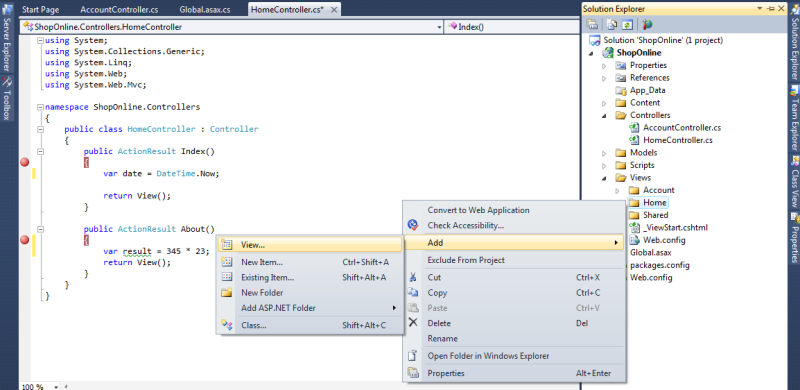 Start Page AccountController.cs Global.asax.cs HomeController.cs*
ShopOnline.Controllers.HomeController Index()
Server Explorer
Toolbox
using System;
using System.Collections.Generic;
using System.Linq;
using System.Web;
using System.Web.Mvc;
namespace ShopOnline.Controllers
{
public class HomeController : Controller
{
public ActionResult Index()
{
var date = DateTime.Now;
return View();
}
public ActionResult About()
{
var result = 345 * 23;
return View();
}
}
}
100 %
View...
New Item... Ctrl+Shift+A
Existing Item... Shift+Alt+A
New Folder
Add ASP.NET Folder
Class... Shift+Alt+C
Convert to Web Application
Check Accessibility...
Add
Exclude From Project
Cut Ctrl+X
Copy Ctrl+C
Paste Ctrl+V
Delete Del
Rename
Open Folder in Windows Explorer
Properties Alt+Enter
Solution Explorer
Solution 'ShopOnline' (1 project)
ShopOnline
Properties
References
App_Data
Content
Controllers
AccountController.cs
HomeController.cs
Models
Scripts
Views
Account
Home
Shared
_ViewStart.cshtml
Web.config
Global.asax
packages.config
Web.config
Solution Explorer
Team Explorer
Class View
Properties